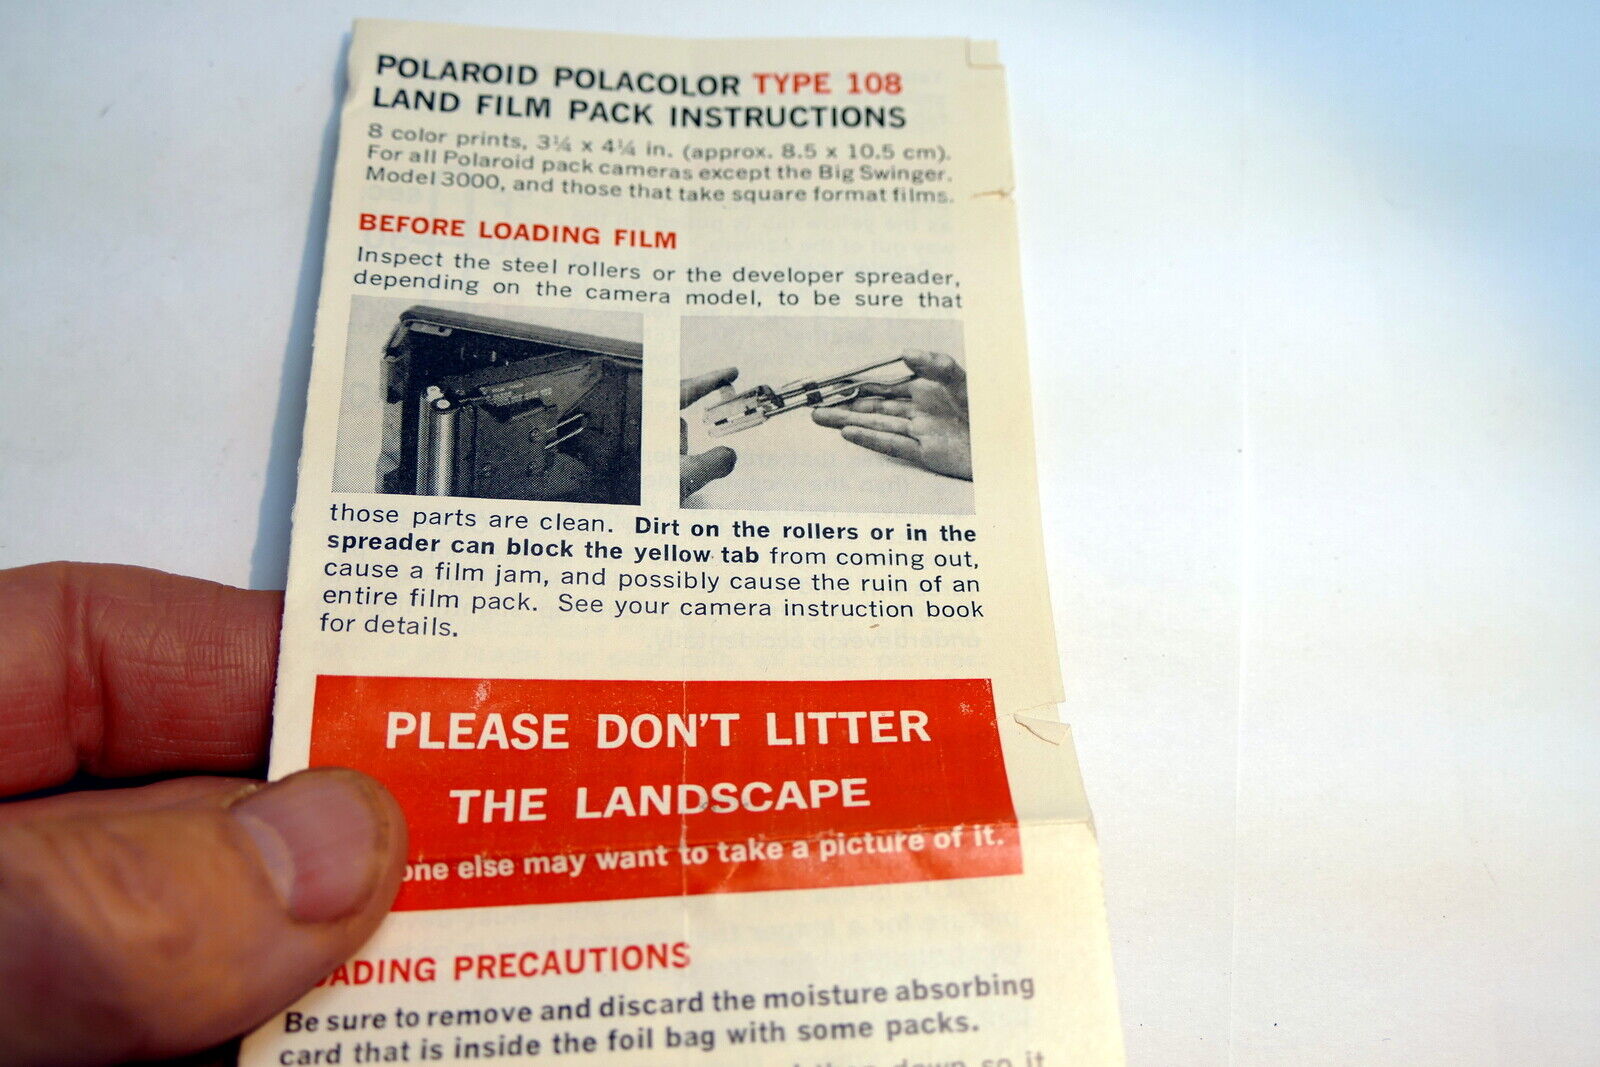 POLAROID POLACOLOR TYPE 108
LAND FILM PACK INSTRUCTIONS
8 color prints, 3¼ x 4¼ in. (approx. 8.5 x 10.5 cm).
For all Polaroid pack cameras except the Big Swinger.
Model 3000, and those that take square format films.
BEFORE LOADING FILM
Inspect the steel rollers or the developer spreader,
depending on the camera model, to be sure that
those parts are clean. Dirt on the rollers or in the
spreader can block the yellow tab from coming out,
cause a film jam, and possibly cause the ruin of an
entire film pack. See your camera instruction book
for details.
PLEASE DON'T LITTER
THE LANDSCAPE
one else may want to take a picture of it.
ADING PRECAUTIONS
Be sure to remove and discard the moisture absorbing
card that is inside the foil bag with some packs.
down so it